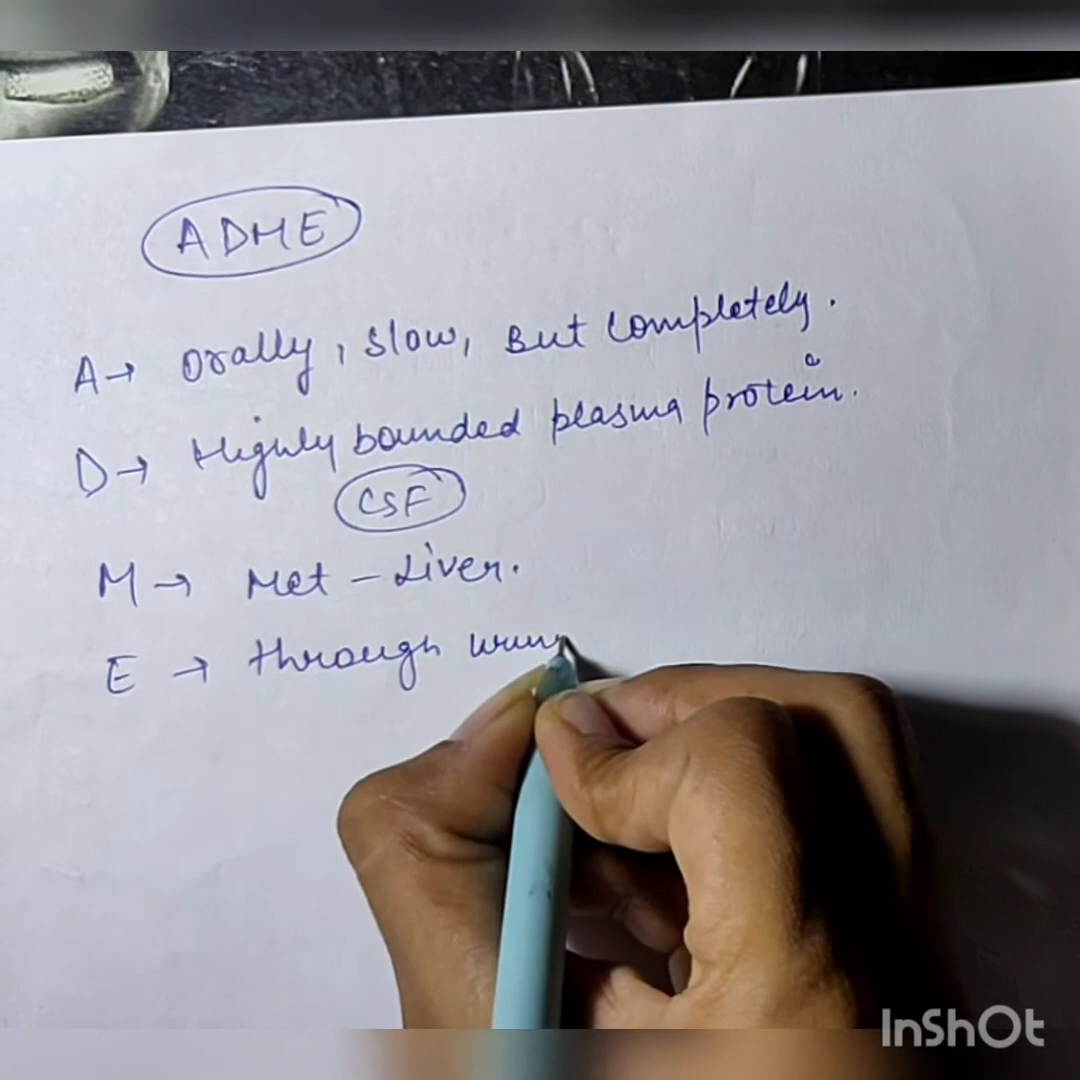 ADME
A→ Orally, slow, But completely.
D→ Highly bounded plasma protein.
CSF
M→ Met - Liver.
E → through
InShOt